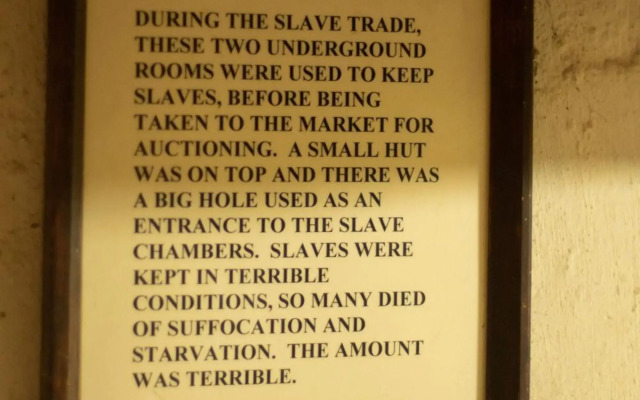 DURING THE SLAVE TRADE,
THESE TWO UNDERGROUND
ROOMS WERE USED TO KEEP
SLAVES, BEFORE BEING
TAKEN TO THE MARKET FOR
AUCTIONING.  A SMALL HUT
WAS ON TOP AND THERE WAS
A BIG HOLE USED AS AN
ENTRANCE TO THE SLAVE
CHAMBERS.  SLAVES WERE
KEPT IN TERRIBLE
CONDITIONS, SO MANY DIED
OF SUFFOCATION AND
STARVATION.  THE AMOUNT
WAS TERRIBLE.